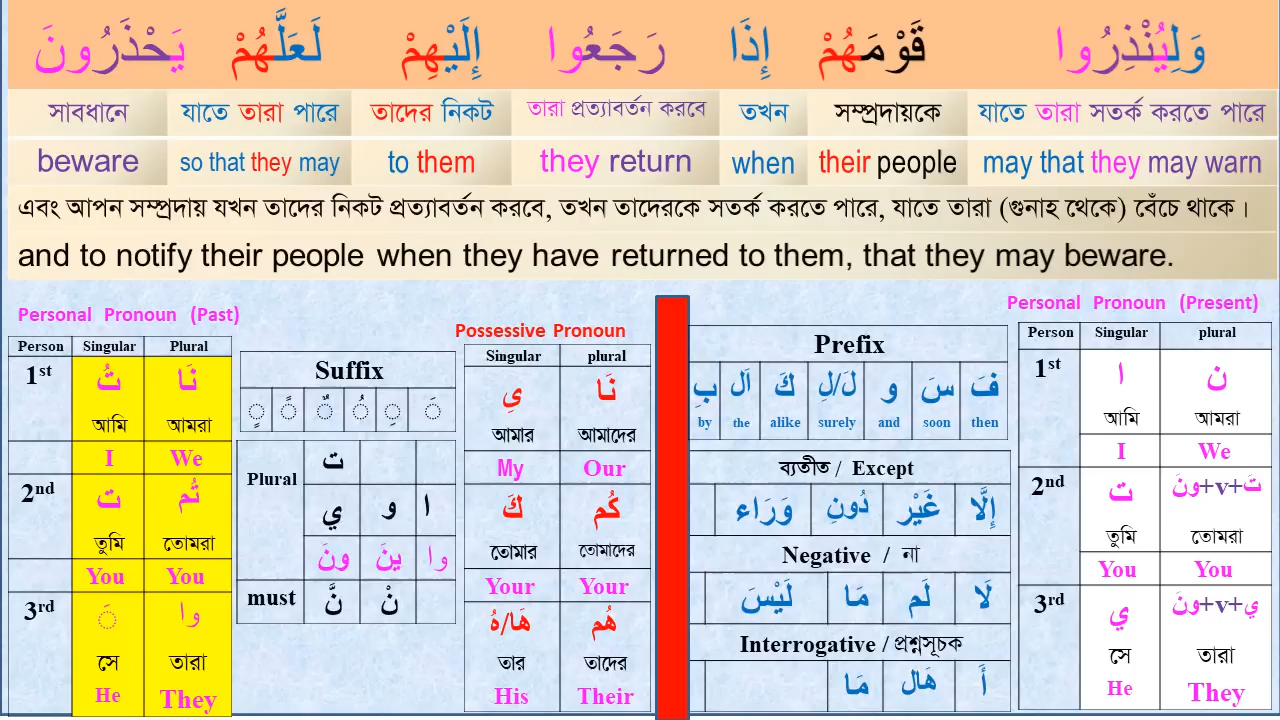 وَلِيُنْذِرُوا قَوْمَهُمْ إِذَا رَجَعُوا إِلَيْهِمْ لَعَلَّهُمْ يَحْذَرُونَ
সাবধানে যাতে তারা পারে তাদের নিকট তারা প্রত্যাবর্তন করবে তখন সম্প্রদায়কে যাতে তারা সতর্ক করতে পারে
beware so that they may to them they return when their people may that they may warn
এবং আপন সম্প্রদায় যখন তাদের নিকট প্রত্যাবর্তন করবে, তখন তাদেরকে সতর্ক করতে পারে, যাতে তারা (গুনাহ থেকে) বেঁচে থাকে।
and to notify their people when they have returned to them, that they may beware.
Personal Pronoun (Past)
Person Singular Plural
1st تُ نَا
আমি আমরা
I We
2nd ت تُم
তুমি তোমরা
You You
3rd َ وا
সে তারা
He They
Suffix
ٍ ً ٌ ُ ِ َ
Plural ت
ي و ا
ونَ ينَ وا
must نَّ نْ
Possessive Pronoun
Singular plural
يِ نَا
আমার আমাদের
My Our
كَ كُم
তোমার তোমাদের
Your Your
هَا/هُ هُم
তার তাদের
His Their
Prefix
بِ اَل كَ لَ/لِ و سَ فَ
by the alike surely and soon then
ব্যতীত / Except
وَرَاء دُونِ غَيْر إِلَّا
Negative / না
لَيْسَ مَا لَم لَا
Interrogative / প্রশ্নসূচক
مَا هَال أَ
Personal Pronoun (Present)
Person Singular plural
1st ا ن
আমি আমরা
I We
2nd ت تَ+v+ونَ
তুমি তোমরা
You You
3rd ي ي+v+ونَ
সে তারা
He They